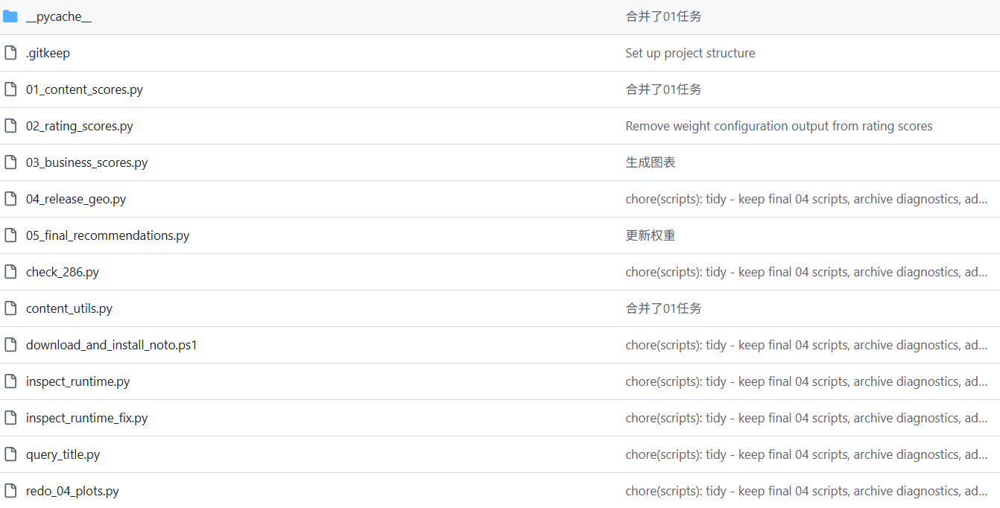 __pycache__ 合并了01任务
.gitkeep Set up project structure
01_content_scores.py 合并了01任务
02_rating_scores.py Remove weight configuration output from rating scores
03_business_scores.py 生成图表
04_release_geo.py chore(scripts): tidy - keep final 04 scripts, archive diagnostics, ad...
05_final_recommendations.py 更新权重
check_286.py chore(scripts): tidy - keep final 04 scripts, archive diagnostics, ad...
content_utils.py 合并了01任务
download_and_install_noto.ps1 chore(scripts): tidy - keep final 04 scripts, archive diagnostics, ad...
inspect_runtime.py chore(scripts): tidy - keep final 04 scripts, archive diagnostics, ad...
inspect_runtime_fix.py chore(scripts): tidy - keep final 04 scripts, archive diagnostics, ad...
query_title.py chore(scripts): tidy - keep final 04 scripts, archive diagnostics, ad...
redo_04_plots.py chore(scripts): tidy - keep final 04 scripts, archive diagnostics, ad...